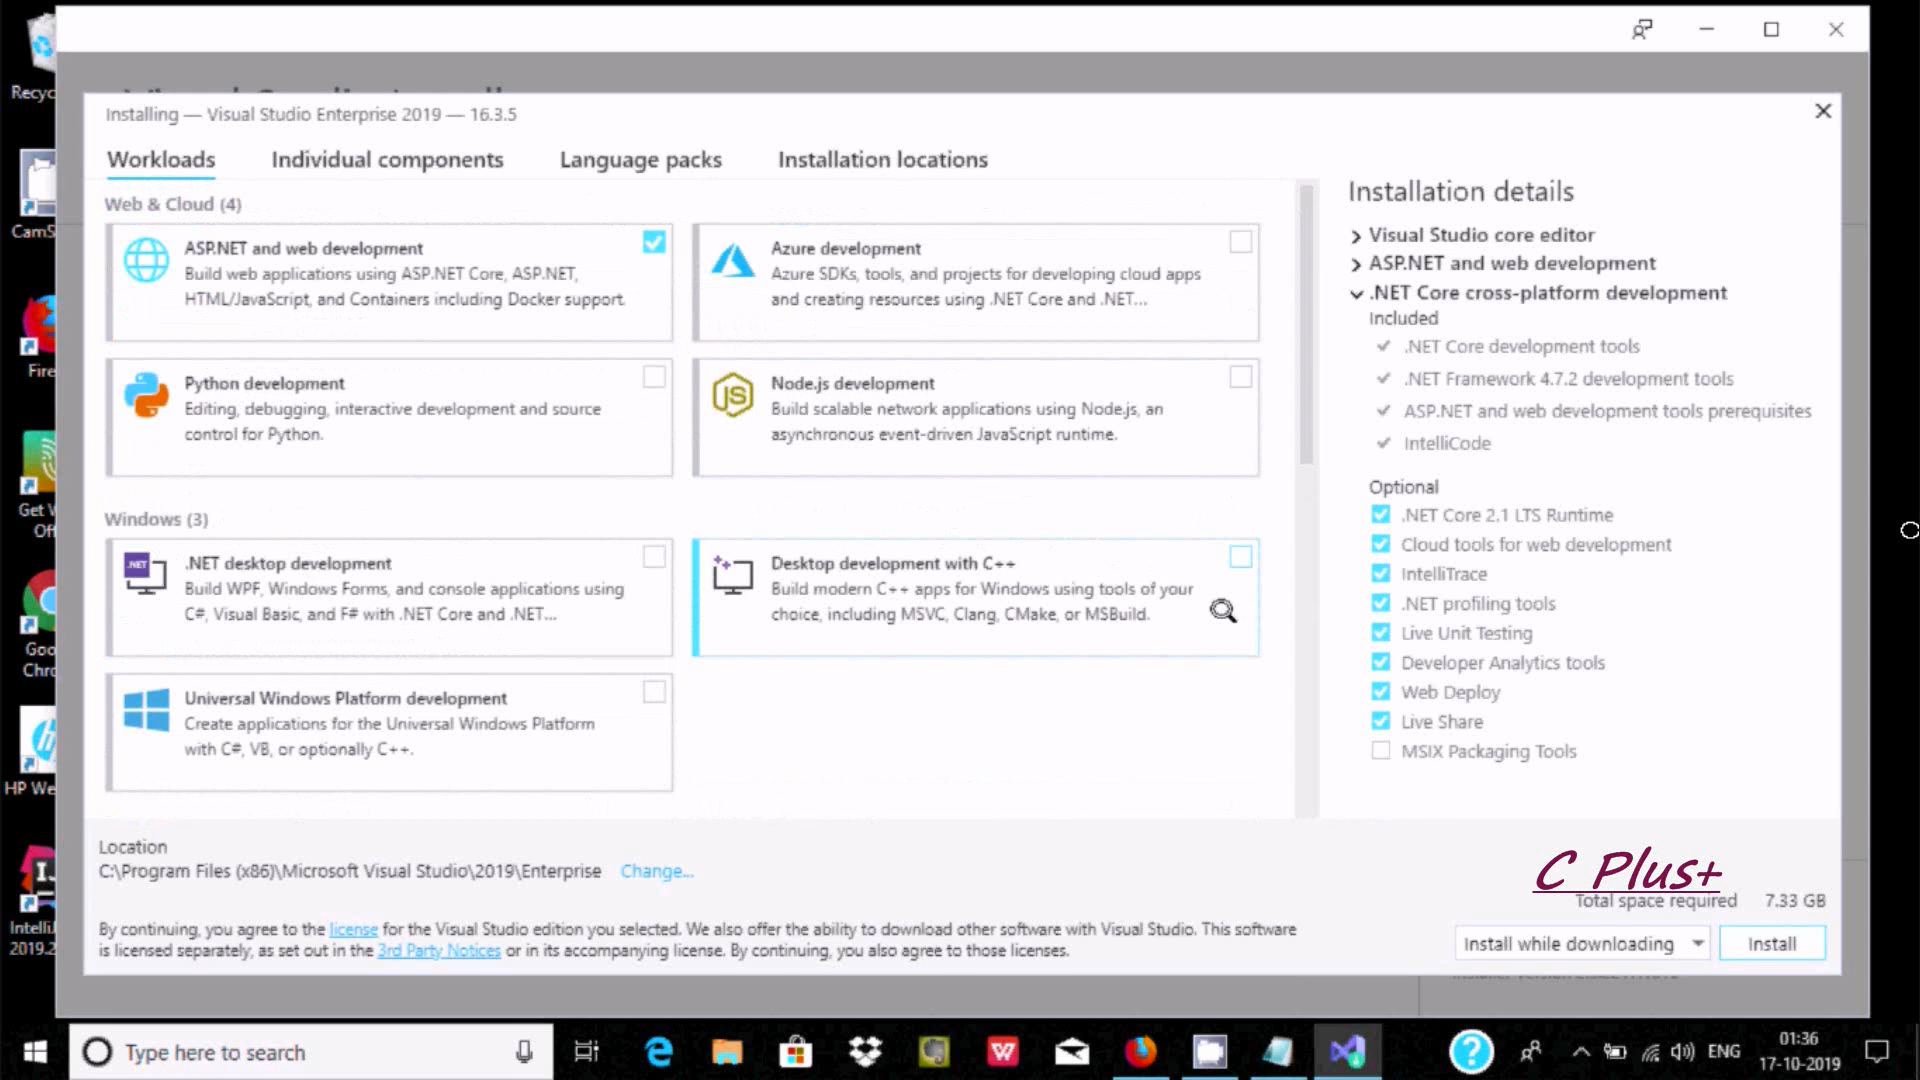 Recyc
Installing — Visual Studio Enterprise 2019 — 16.3.5
Workloads
Individual components
Language packs
Installation locations
Web & Cloud (4)
ASP.NET and web development
Build web applications using ASP.NET Core, ASP.NET,
HTML/JavaScript, and Containers including Docker support.
Azure development
Azure SDKs, tools, and projects for developing cloud apps
and creating resources using .NET Core and .NET...
Python development
Editing, debugging, interactive development and source
control for Python.
Node.js development
Build scalable network applications using Node.js, an
asynchronous event-driven JavaScript runtime.
Windows (3)
.NET desktop development
Build WPF, Windows Forms, and console applications using
C#, Visual Basic, and F# with .NET Core and .NET...
Desktop development with C++
Build modern C++ apps for Windows using tools of your
choice, including MSVC, Clang, CMake, or MSBuild.
Universal Windows Platform development
Create applications for the Universal Windows Platform
with C#, VB, or optionally C++.
Installation details
Visual Studio core editor
ASP.NET and web development
.NET Core cross-platform development
Included
.NET Core development tools
.NET Framework 4.7.2 development tools
ASP.NET and web development tools prerequisites
IntelliCode
Optional
.NET Core 2.1 LTS Runtime
Cloud tools for web development
IntelliTrace
.NET profiling tools
Live Unit Testing
Developer Analytics tools
Web Deploy
Live Share
MSIX Packaging Tools
Location
C:\Program Files (x86)\Microsoft Visual Studio\2019\Enterprise Change...
C Plus+
Total space required 7.33 GB
By continuing, you agree to the license for the Visual Studio edition you selected. We also offer the ability to download other software with Visual Studio. This software
is licensed separately, as set out in the 3rd Party Notices or in its accompanying license. By continuing, you also agree to those licenses.
Install while downloading
Install
CamS
Fire
Get V
Off
Goo
Chro
HP We
IntelliJ
2019.2
Type here to search
ENG
01:36
17-10-2019